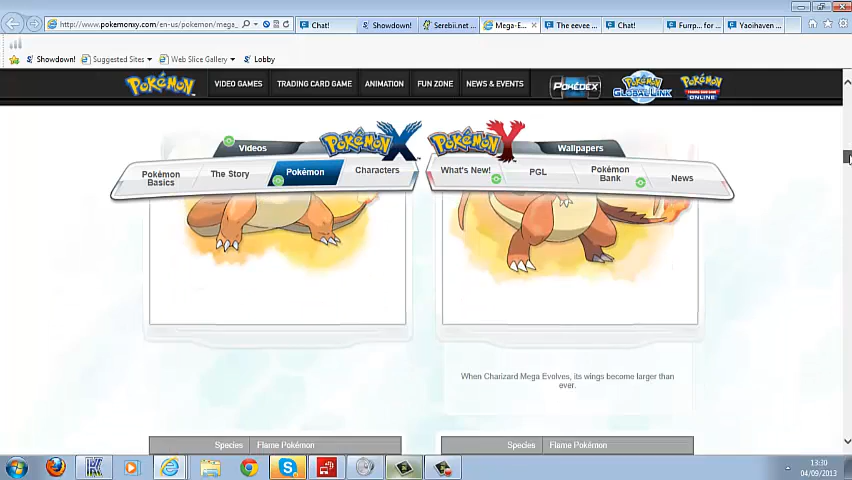 http://www.pokemonxy.com/en-us/pokemon/mega_
Chat!
Showdown!
Serebii.net ...
Mega-E...
The eevee ...
Chat!
Furrp... for ...
Yaoihaven ...
Showdown!
Suggested Sites
Web Slice Gallery
Lobby
Pokémon
VIDEO GAMES
TRADING CARD GAME
ANIMATION
FUN ZONE
NEWS & EVENTS
POKÉDEX
Pokémon GLOBAL LINK
Pokémon TRADING CARD GAME ONLINE
Videos
Pokémon X
Pokémon Y
Wallpapers
Pokémon Basics
The Story
Pokémon
Characters
What's New!
PGL
Pokémon Bank
News
When Charizard Mega Evolves, its wings become larger than
ever.
Species Flame Pokémon
Species Flame Pokémon
13:30
04/09/2013